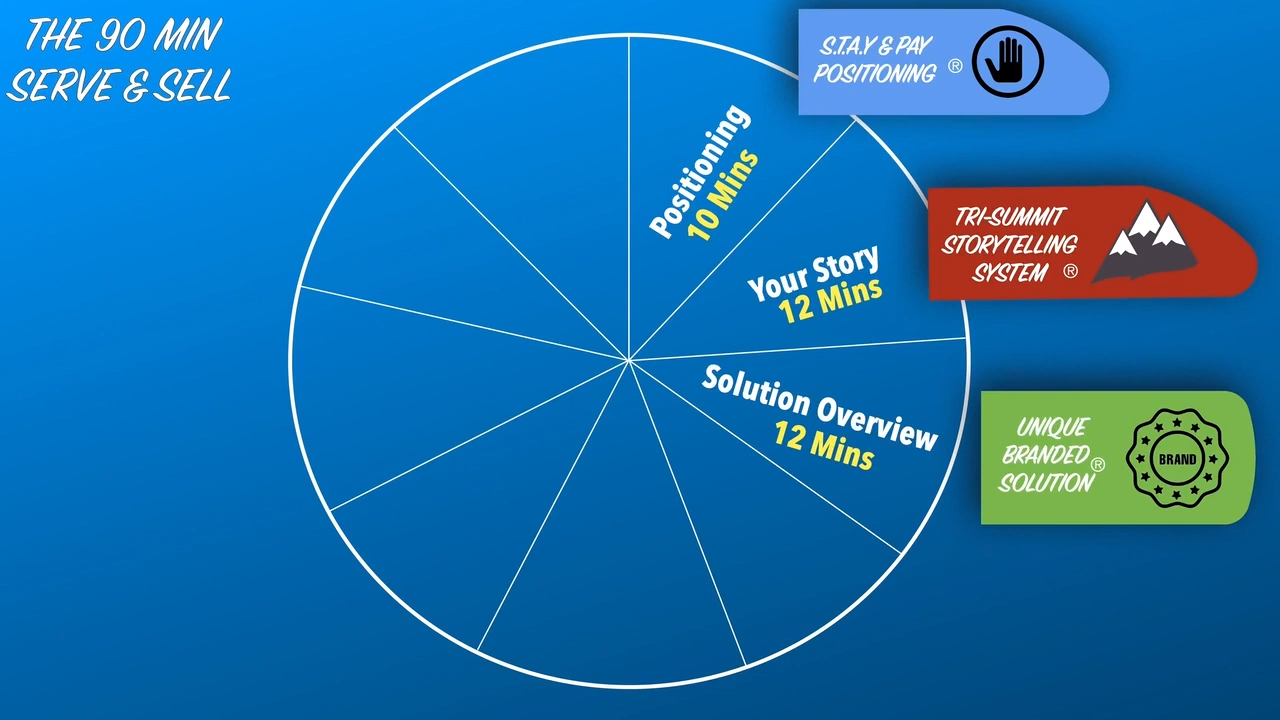 THE 90 MIN
SERVE & SELL
S.T.A.Y & PAY
POSITIONING ®
Positioning
10 Mins
TRI-SUMMIT
STORYTELLING
SYSTEM ®
Your Story
12 Mins
Solution Overview
12 Mins
UNIQUE
BRANDED ®
SOLUTION
BRAND